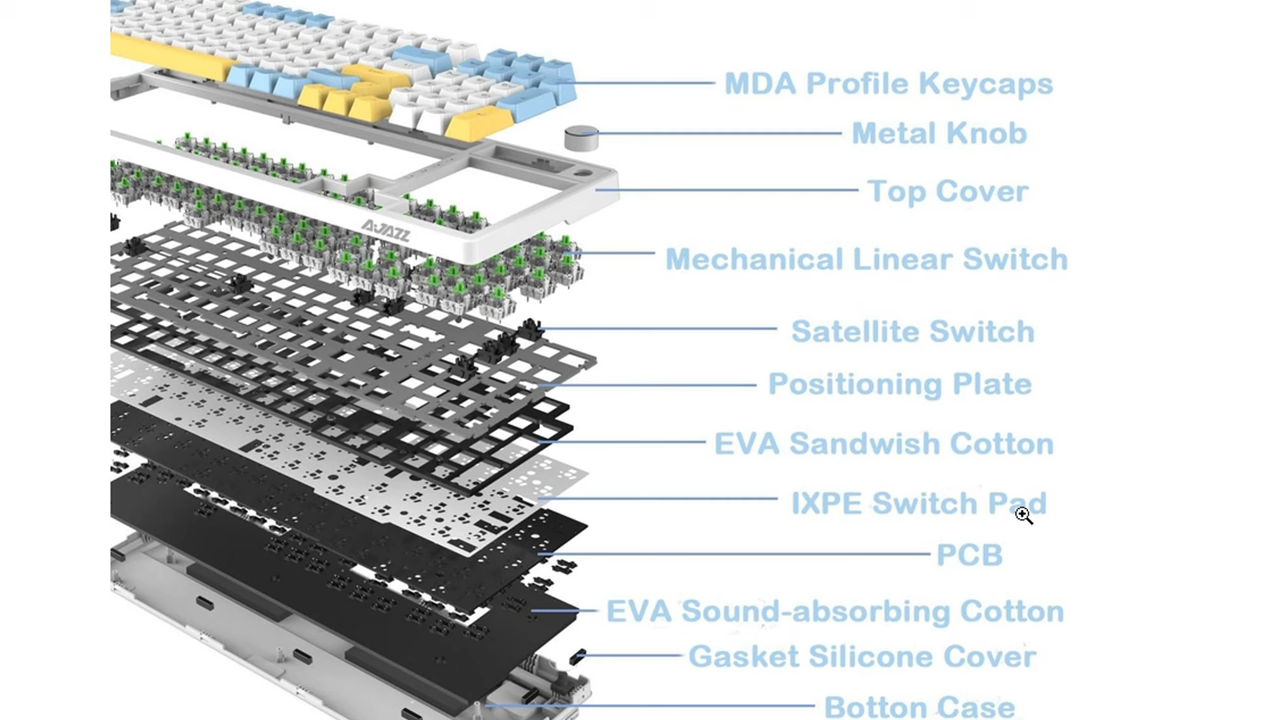 MDA Profile Keycaps
Metal Knob
Top Cover
AJAZZ
Mechanical Linear Switch
Satellite Switch
Positioning Plate
EVA Sandwish Cotton
IXPE Switch Pad
PCB
EVA Sound-absorbing Cotton
Gasket Silicone Cover
Botton Case